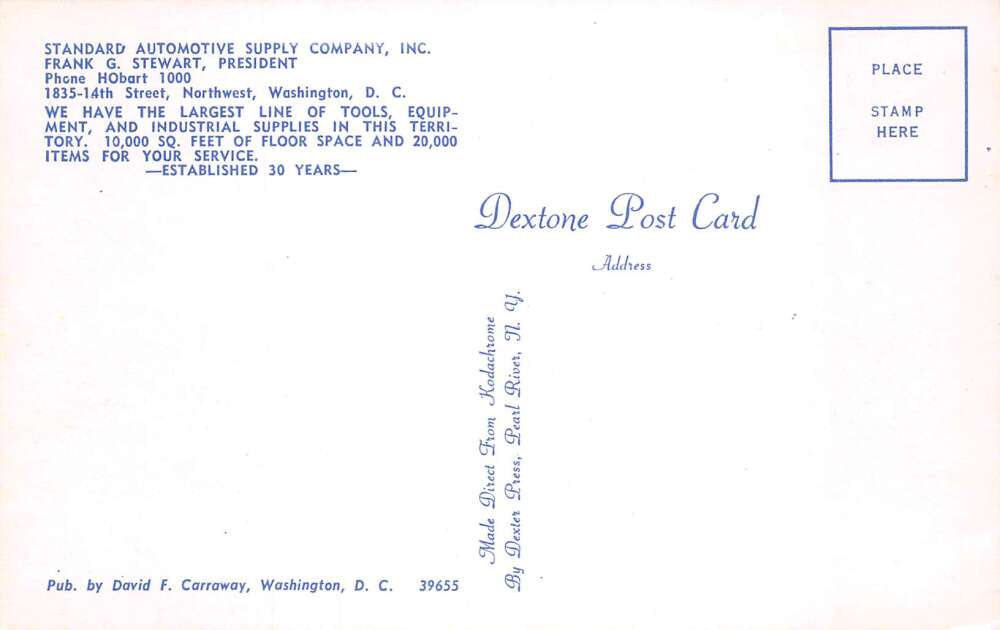 STANDARD AUTOMOTIVE SUPPLY COMPANY, INC.
FRANK G. STEWART, PRESIDENT
Phone HObart 1000
1835-14th Street, Northwest, Washington, D. C.
WE HAVE THE LARGEST LINE OF TOOLS, EQUIP-
MENT, AND INDUSTRIAL SUPPLIES IN THIS TERRI-
TORY. 10,000 SQ. FEET OF FLOOR SPACE AND 20,000
ITEMS FOR YOUR SERVICE.
—ESTABLISHED 30 YEARS—
PLACE
STAMP
HERE
Dextone Post Card
Address
Made Direct From Kodachrome
By Dexter Press, Pearl River, N. Y.
Pub. by David F. Carraway, Washington, D. C. 39655